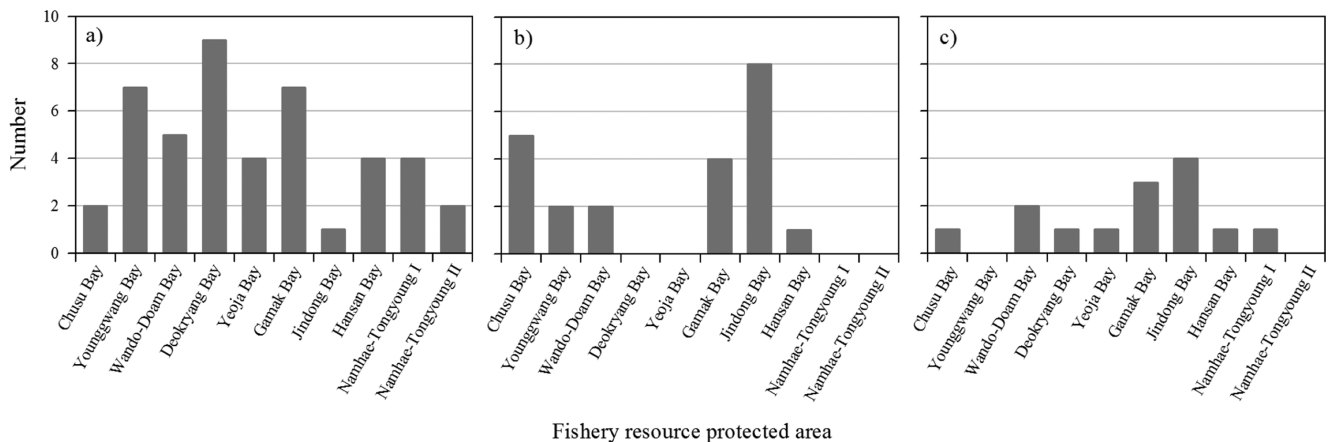 a)
b)
c)
Number
10
8
6
4
2
0
Chusu Bay
Younggwang Bay
Wando-Doam Bay
Deokryang Bay
Yeoja Bay
Gamak Bay
Jindong Bay
Hansan Bay
Namhae-Tongyoung I
Namhae-Tongyoung II
Chusu Bay
Younggwang Bay
Wando-Doam Bay
Deokryang Bay
Yeoja Bay
Gamak Bay
Jindong Bay
Hansan Bay
Namhae-Tongyoung I
Namhae-Tongyoung II
Chusu Bay
Younggwang Bay
Wando-Doam Bay
Deokryang Bay
Yeoja Bay
Gamak Bay
Jindong Bay
Hansan Bay
Namhae-Tongyoung I
Namhae-Tongyoung II
Fishery resource protected area